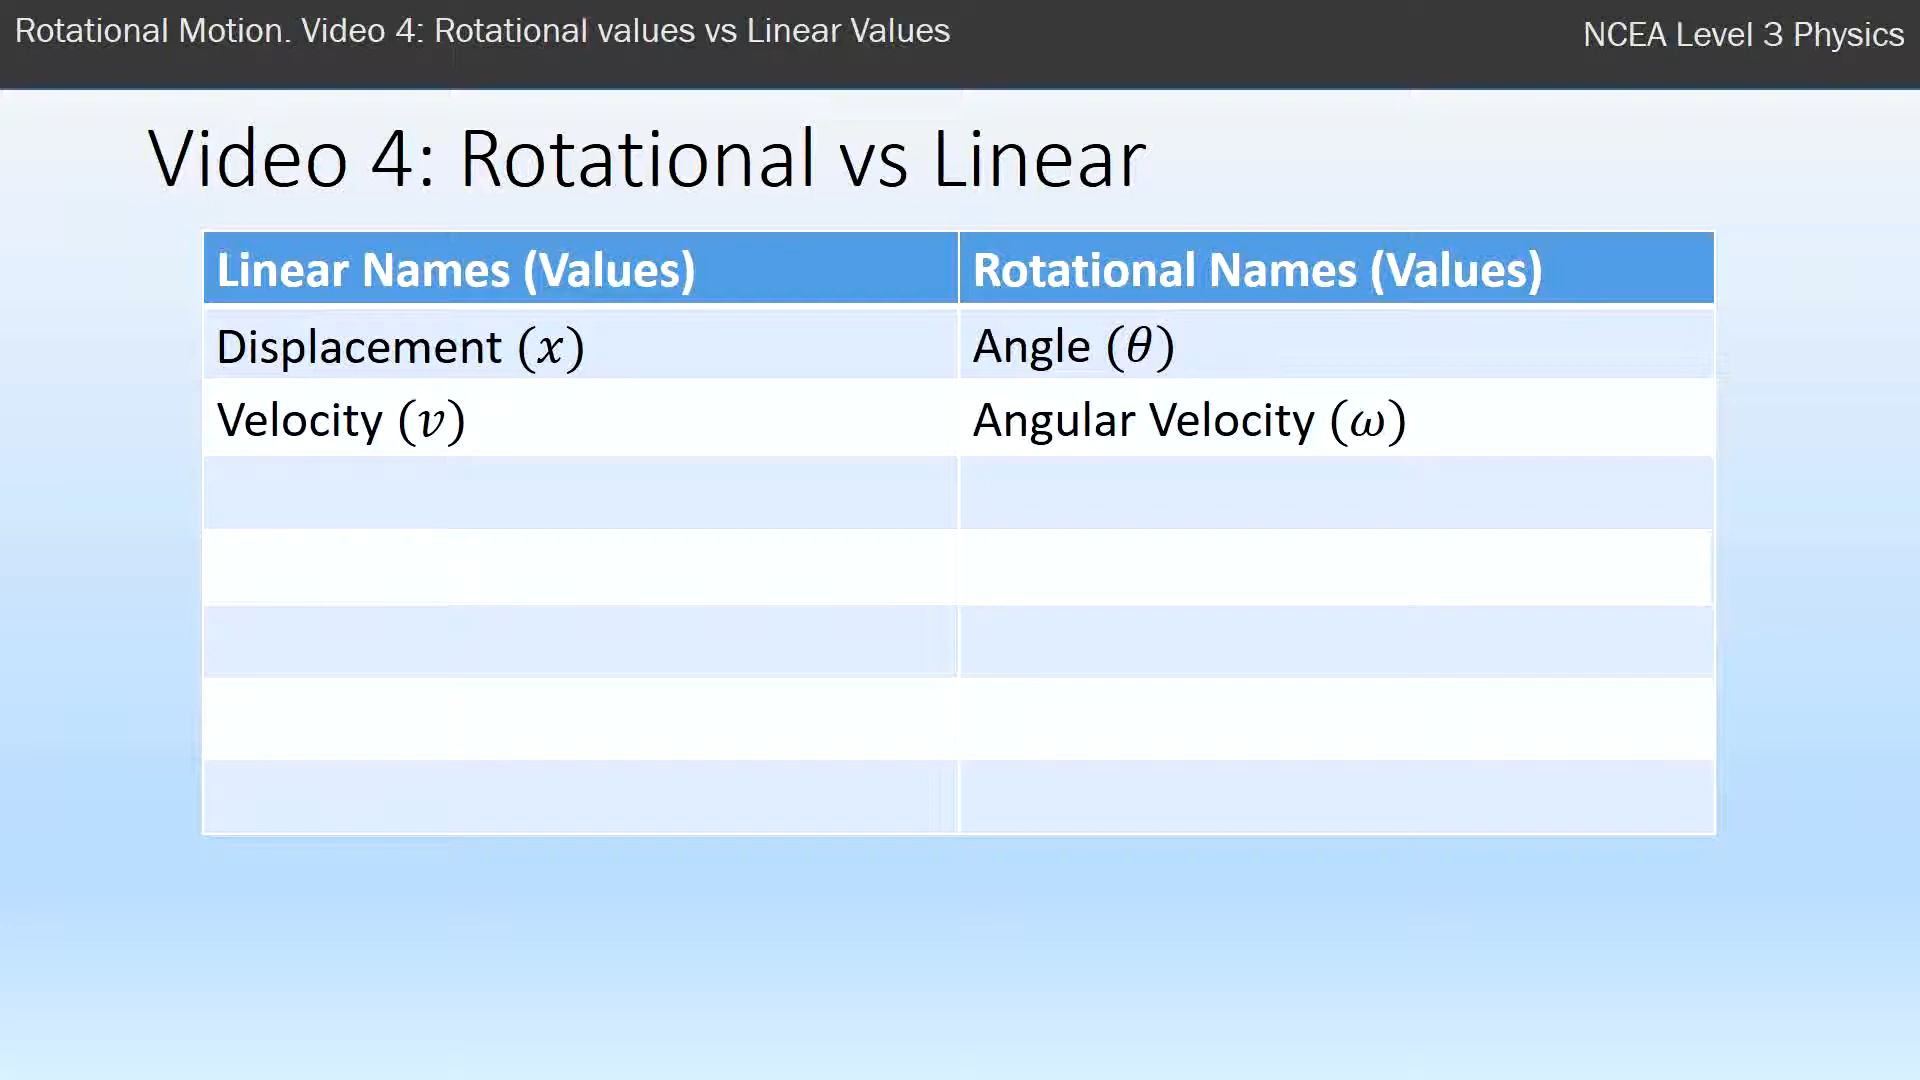 Rotational Motion. Video 4: Rotational values vs Linear Values
NCEA Level 3 Physics
Video 4: Rotational vs Linear
Linear Names (Values) Rotational Names (Values)
Displacement (𝑥) Angle (𝜃)
Velocity (𝑣) Angular Velocity (𝜔)